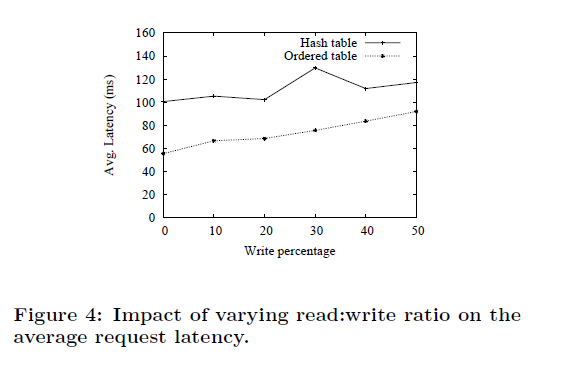 160
140
120
100
80
60
40
20
0
Avg. Latency (ms)
Hash table
Ordered table
0 10 20 30 40 50
Write percentage
Figure 4: Impact of varying read:write ratio on the
average request latency.